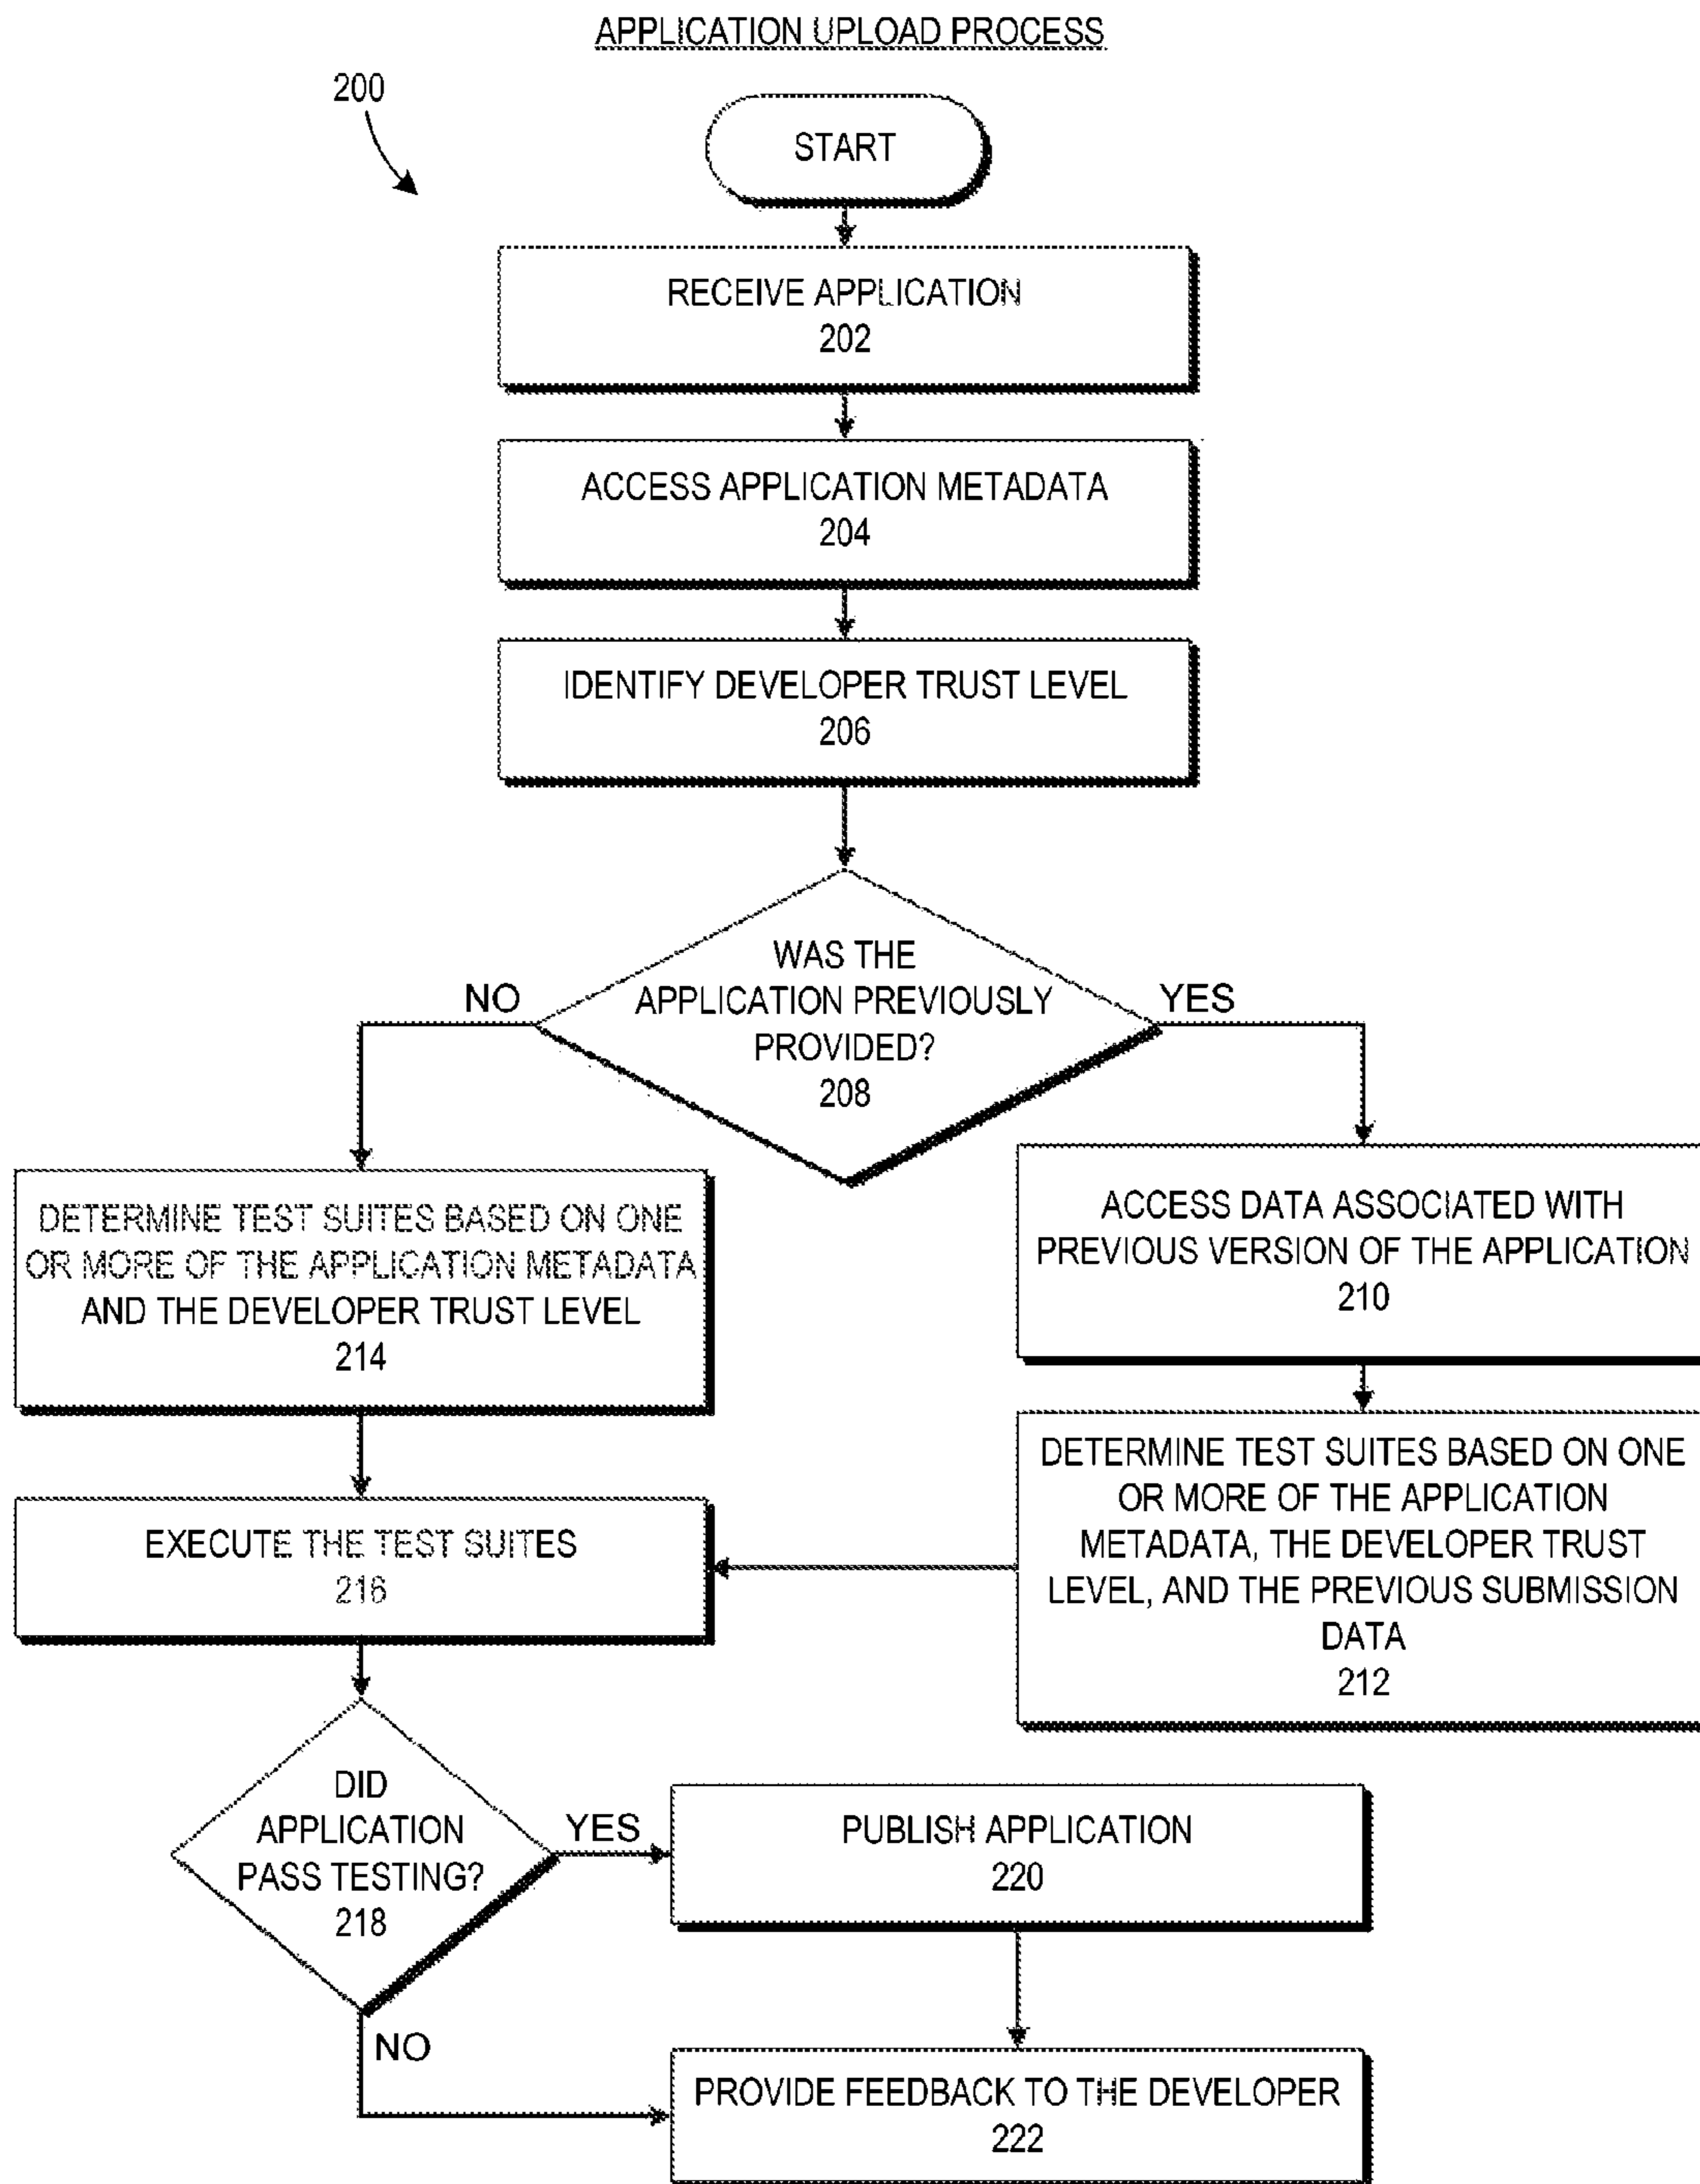 APPLICATION UPLOAD PROCESS
200
START
RECEIVE APPLICATION
202
ACCESS APPLICATION METADATA
204
IDENTIFY DEVELOPER TRUST LEVEL
206
WAS THE
APPLICATION PREVIOUSLY
PROVIDED?
208
NO
YES
DETERMINE TEST SUITES BASED ON ONE
OR MORE OF THE APPLICATION METADATA
AND THE DEVELOPER TRUST LEVEL
214
ACCESS DATA ASSOCIATED WITH
PREVIOUS VERSION OF THE APPLICATION
210
DETERMINE TEST SUITES BASED ON ONE
OR MORE OF THE APPLICATION
METADATA, THE DEVELOPER TRUST
LEVEL, AND THE PREVIOUS SUBMISSION
DATA
212
EXECUTE THE TEST SUITES
216
DID
APPLICATION
PASS TESTING?
218
YES
NO
PUBLISH APPLICATION
220
PROVIDE FEEDBACK TO THE DEVELOPER
222